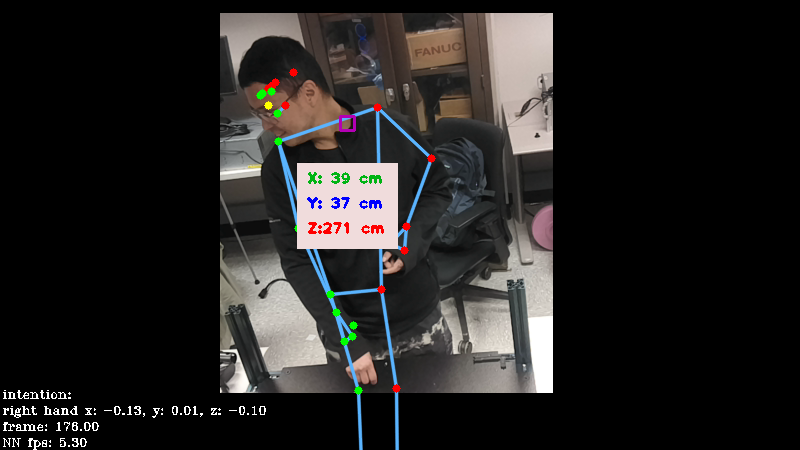 FANUC
X: 39 cm
Y: 37 cm
Z:271 cm
intention:
right hand x: -0.13, y: 0.01, z: -0.10
frame: 176.00
NN fps: 5.30